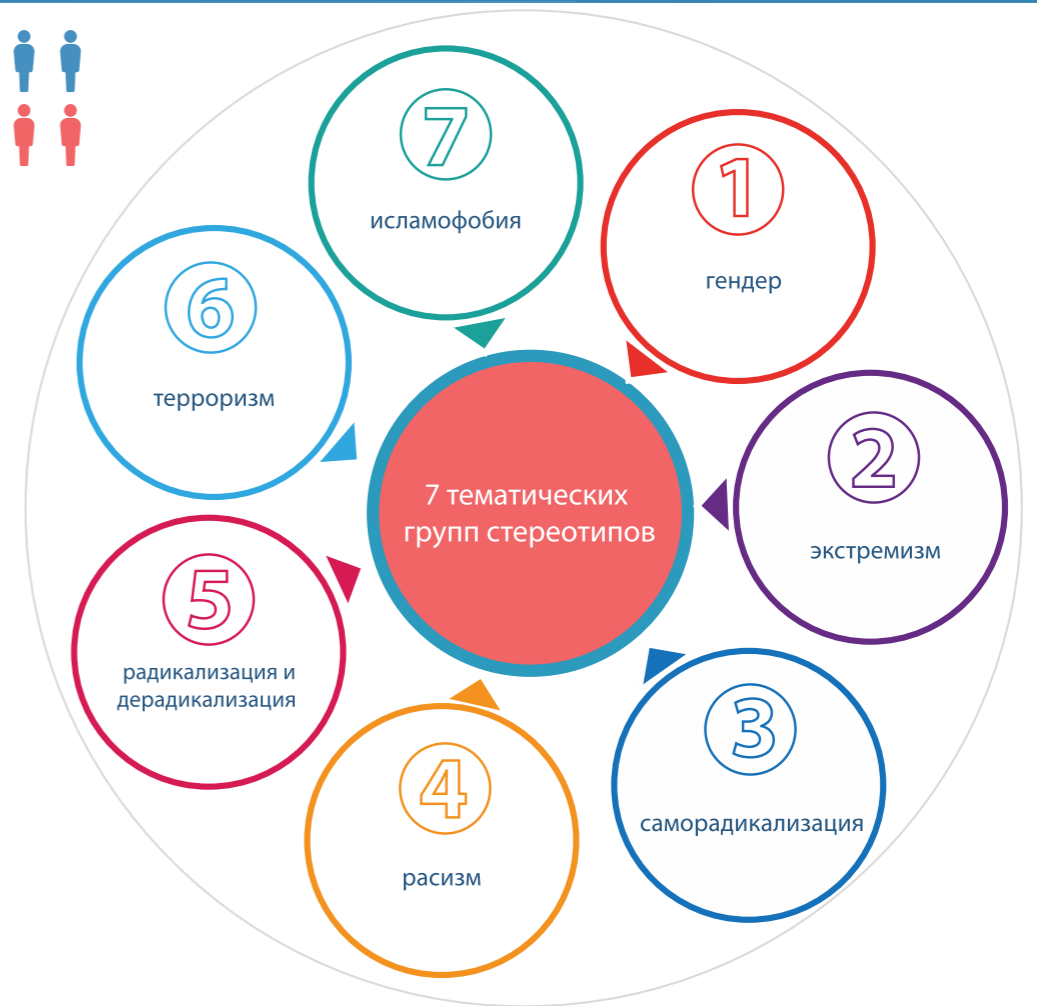 7 тематических
групп стереотипов
1
гендер
2
экстремизм
3
саморадикализация
4
расизм
5
радикализация и
дерадикализация
6
терроризм
7
исламофобия